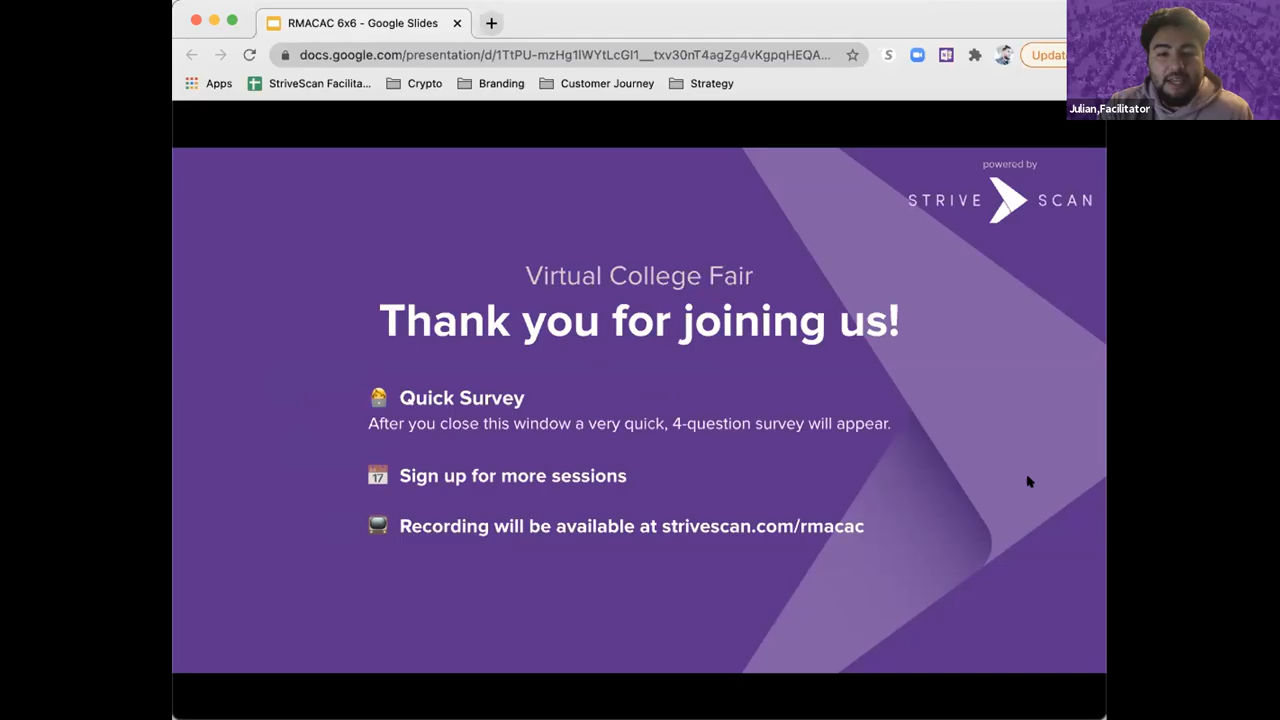 RMACAC 6x6 - Google Slides
docs.google.com/presentation/d/1TtPU-mzHg1lWYtLcGl1__txv30nT4agZg4vKgpqHEQA...
Updat
Apps
StriveScan Facilita...
Crypto
Branding
Customer Journey
Strategy
Julian,Facilitator
powered by
STRIVE SCAN
Virtual College Fair
Thank you for joining us!
Quick Survey
After you close this window a very quick, 4-question survey will appear.
17
Sign up for more sessions
Recording will be available at strivescan.com/rmacac